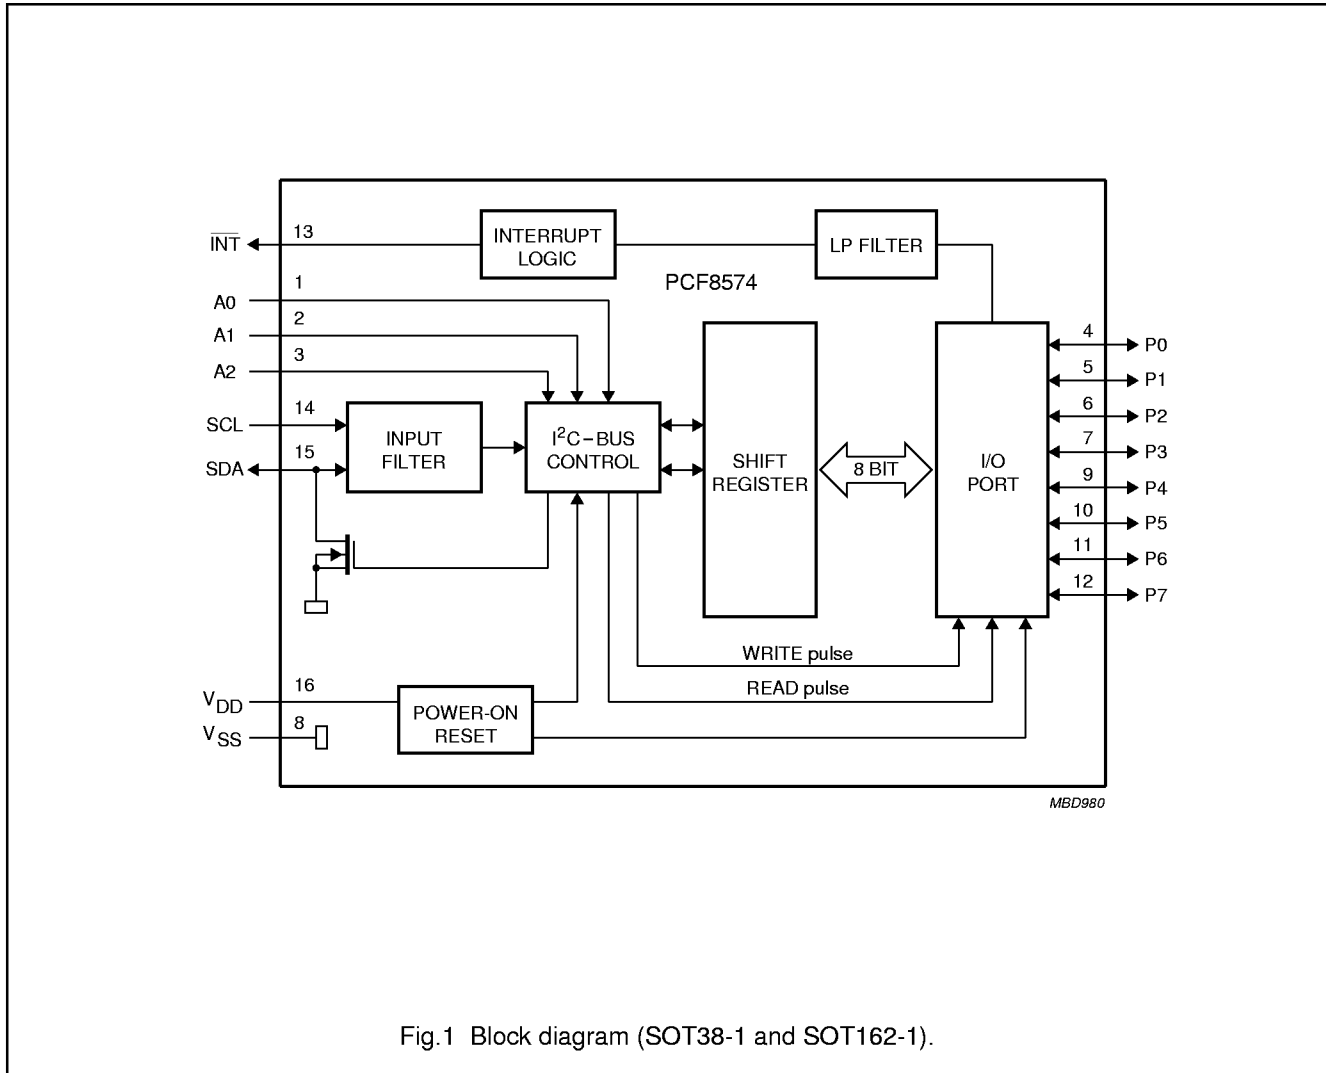 13
INT
INTERRUPT
LOGIC
LP FILTER
PCF8574
1
A0
2
A1
3
A2
14
SCL
15
SDA
INPUT
FILTER
I²C–BUS
CONTROL
SHIFT
REGISTER
8 BIT
I/O
PORT
4
P0
5
P1
6
P2
7
P3
9
P4
10
P5
11
P6
12
P7
WRITE pulse
READ pulse
16
VDD
8
VSS
POWER-ON
RESET
MBD980
Fig.1 Block diagram (SOT38-1 and SOT162-1).